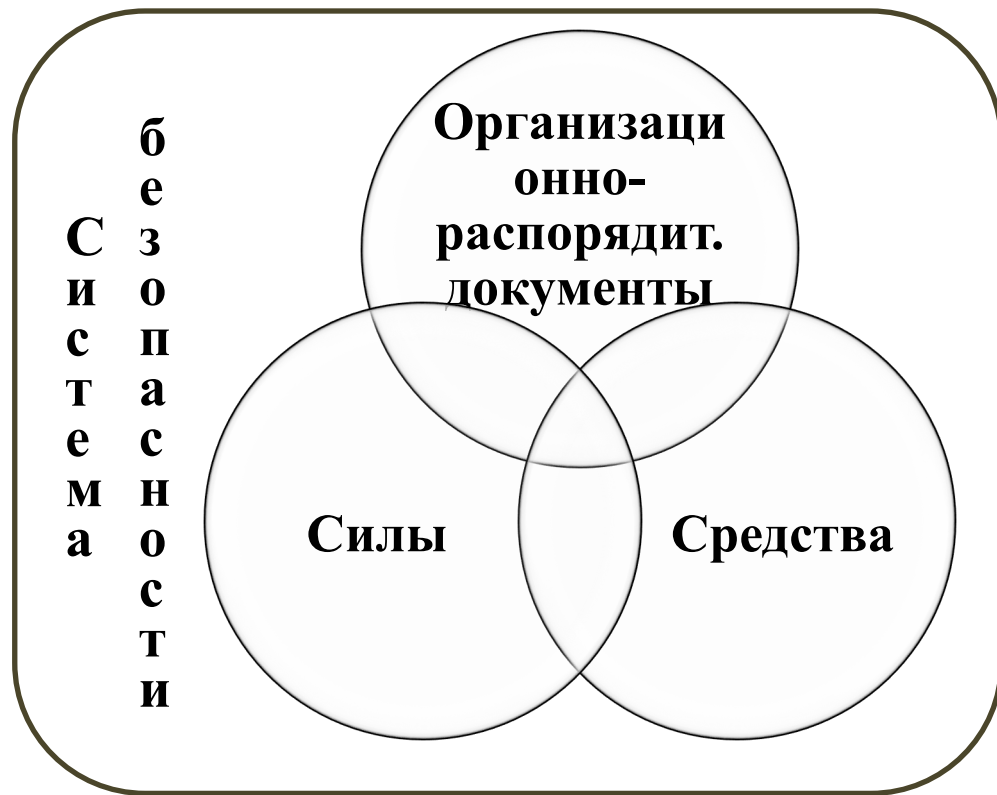 Система
безопасности
Организаци
онно-
распорядит.
документы
Силы
Средства